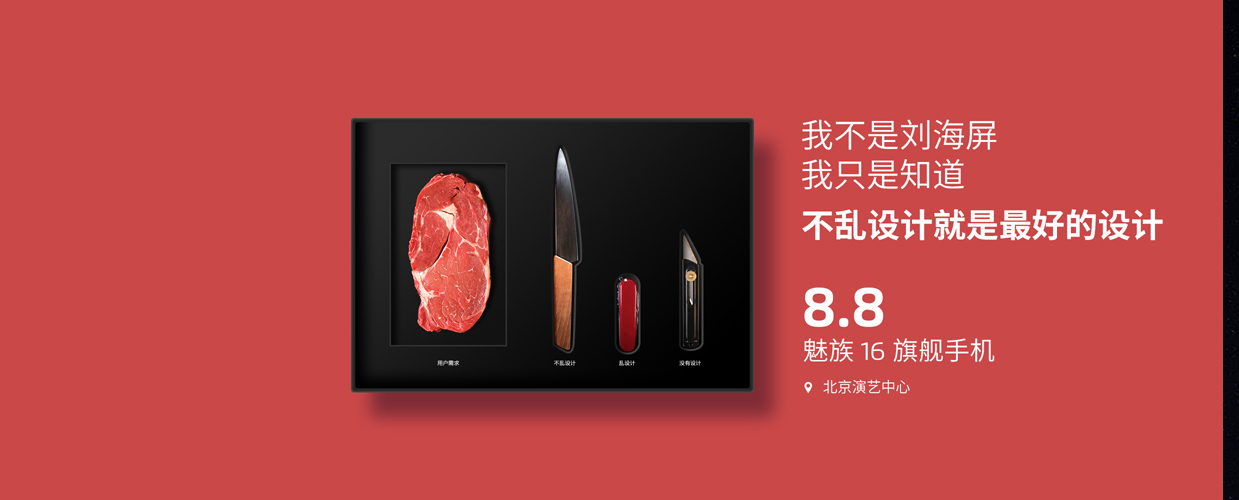 我不是刘海屏
我只是知道
不乱设计就是最好的设计
8.8
魅族 16 旗舰手机
北京演艺中心
用户需求
不乱设计
乱设计
没有设计